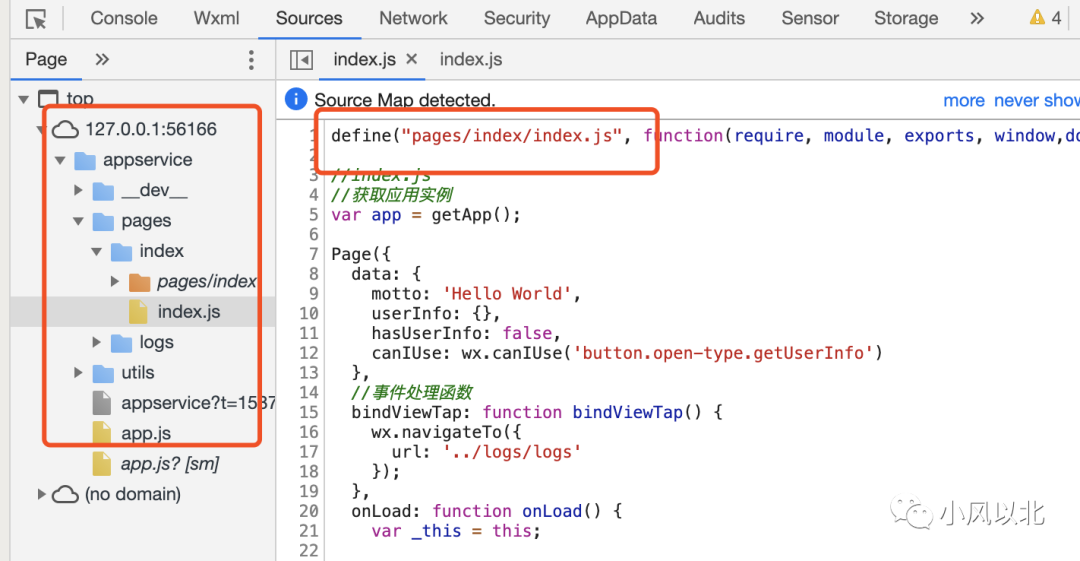 Console Wxml Sources Network Security AppData Audits Sensor Storage » 4
Page » index.js × index.js
Source Map detected. more never show
top
127.0.0.1:56166
appservice
__dev__
pages
index
pages/index
index.js
logs
utils
appservice?t=1587
app.js
app.js? [sm]
(no domain)
1 define("pages/index/index.js", function(require, module, exports, window,do
2
3 //index.js
4 //获取应用实例
5 var app = getApp();
6
7 Page({
8 data: {
9 motto: 'Hello World',
10 userInfo: {},
11 hasUserInfo: false,
12 canIUse: wx.canIUse('button.open-type.getUserInfo')
13 },
14 //事件处理函数
15 bindViewTap: function bindViewTap() {
16 wx.navigateTo({
17 url: '../logs/logs'
18 });
19 },
20 onLoad: function onLoad() {
21 var _this = this;
22
小风以北